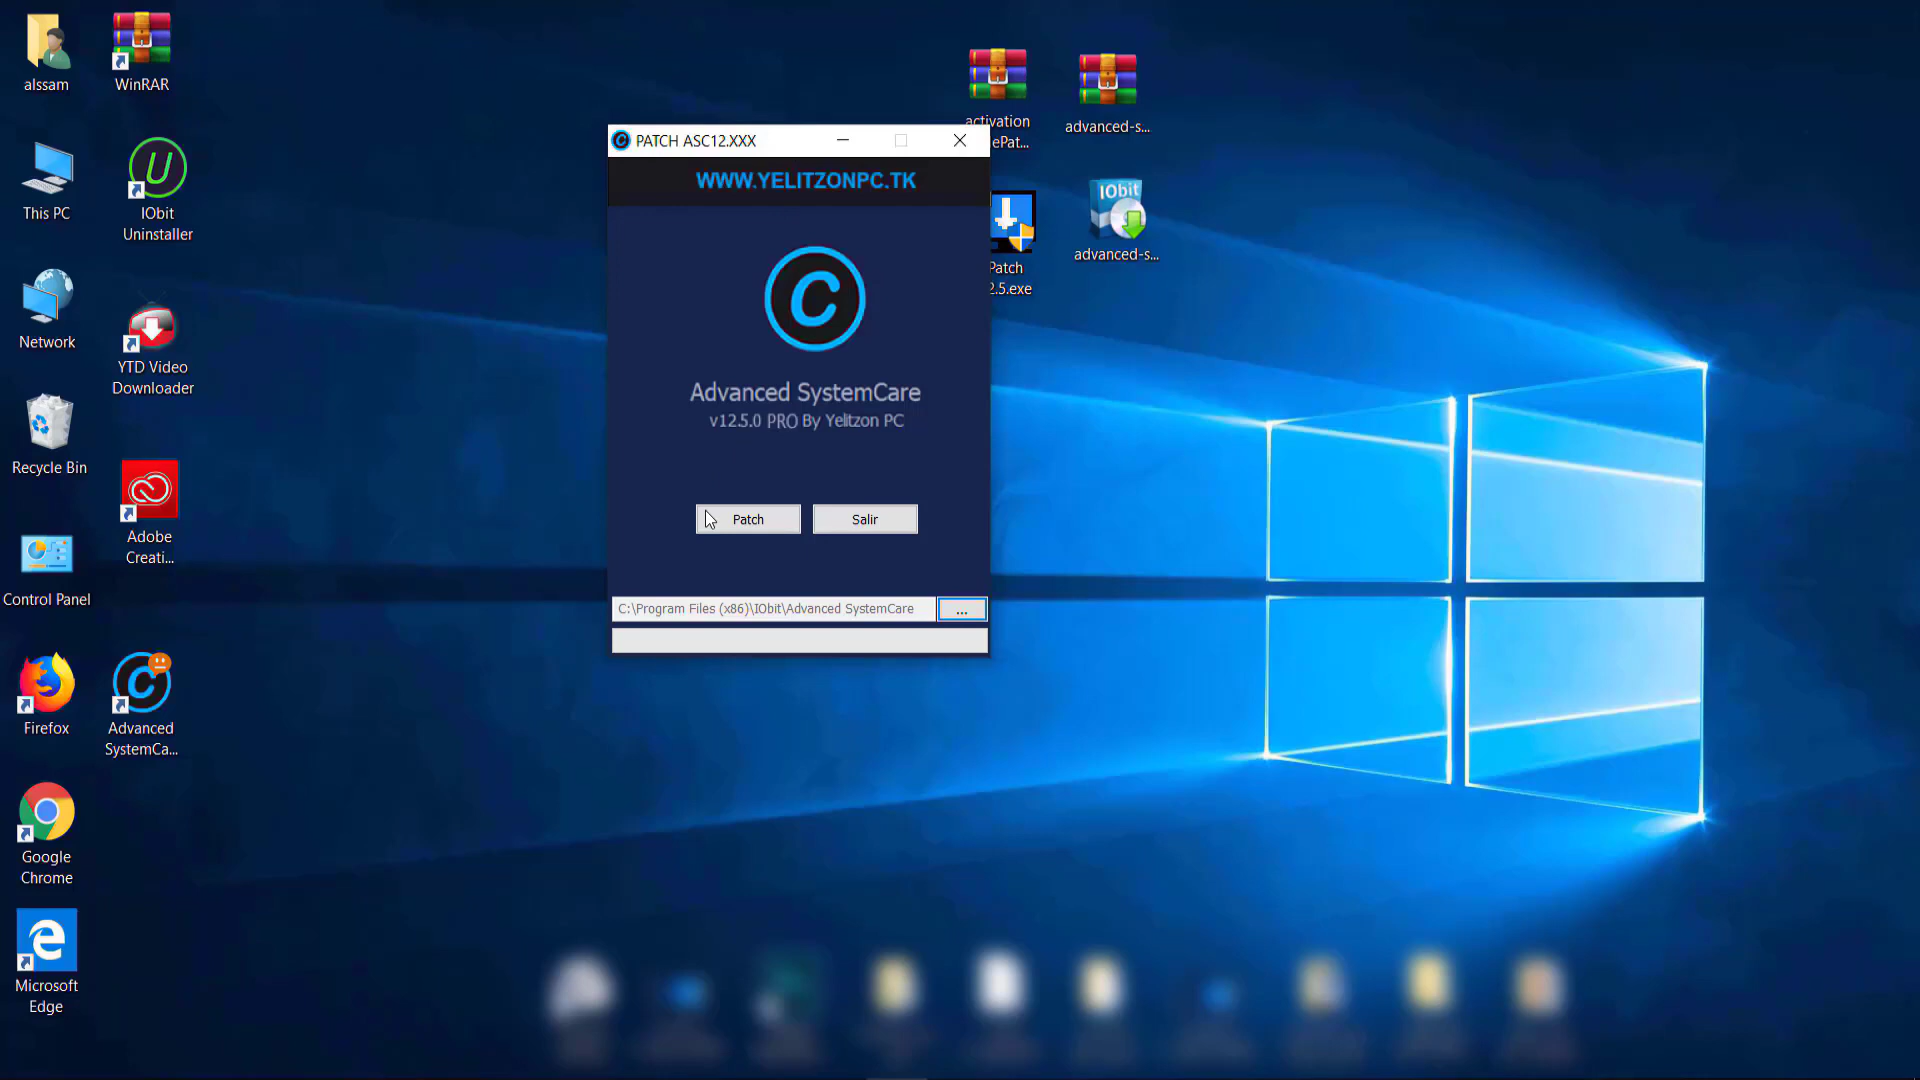 alssam
WinRAR
This PC
IObit
Uninstaller
Network
YTD Video
Downloader
Recycle Bin
Adobe
Creati...
Control Panel
Firefox
Advanced
SystemCa...
Google
Chrome
Microsoft
Edge
PATCH ASC12.XXX
WWW.YELITZONPC.TK
Advanced SystemCare
v12.5.0 PRO By Yelitzon PC
Patch
Salir
C:\Program Files (x86)\IObit\Advanced SystemCare
...
activation
ePat...
advanced-s...
Patch
2.5.exe
IObit
advanced-s...